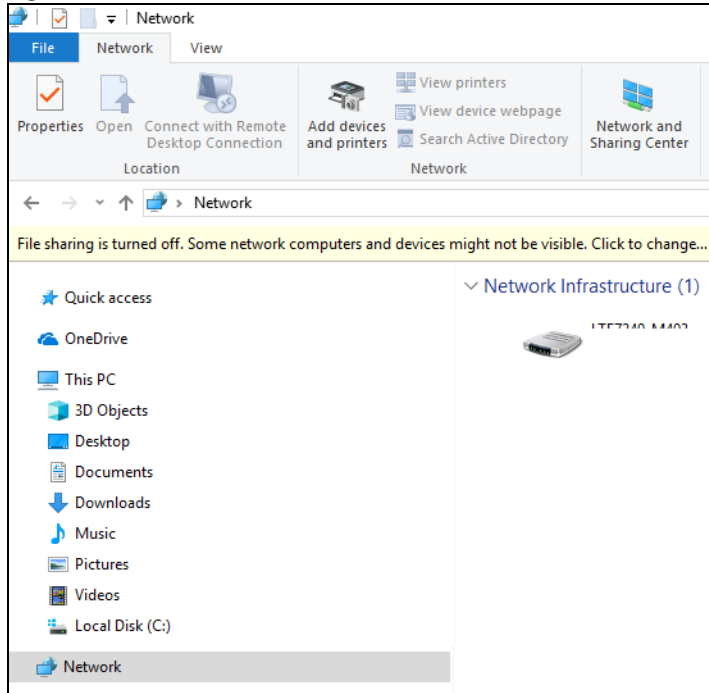 Network
File Network View
Properties Open Connect with Remote Desktop Connection
Add devices and printers
View printers
View device webpage
Search Active Directory
Network and Sharing Center
Location Network
Network
File sharing is turned off. Some network computers and devices might not be visible. Click to change...
Quick access
OneDrive
This PC
3D Objects
Desktop
Documents
Downloads
Music
Pictures
Videos
Local Disk (C:)
Network
Network Infrastructure (1)